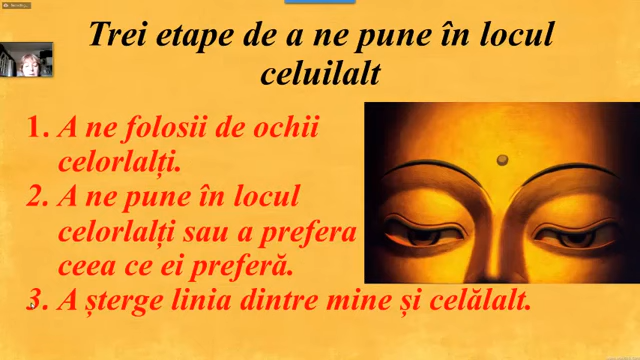 Trei etape de a ne pune în locul
celuilalt
1. A ne folosii de ochii
celorlalți.
2. A ne pune în locul
celorlalți sau a prefera
ceea ce ei preferă.
3. A șterge linia dintre mine și celălalt.